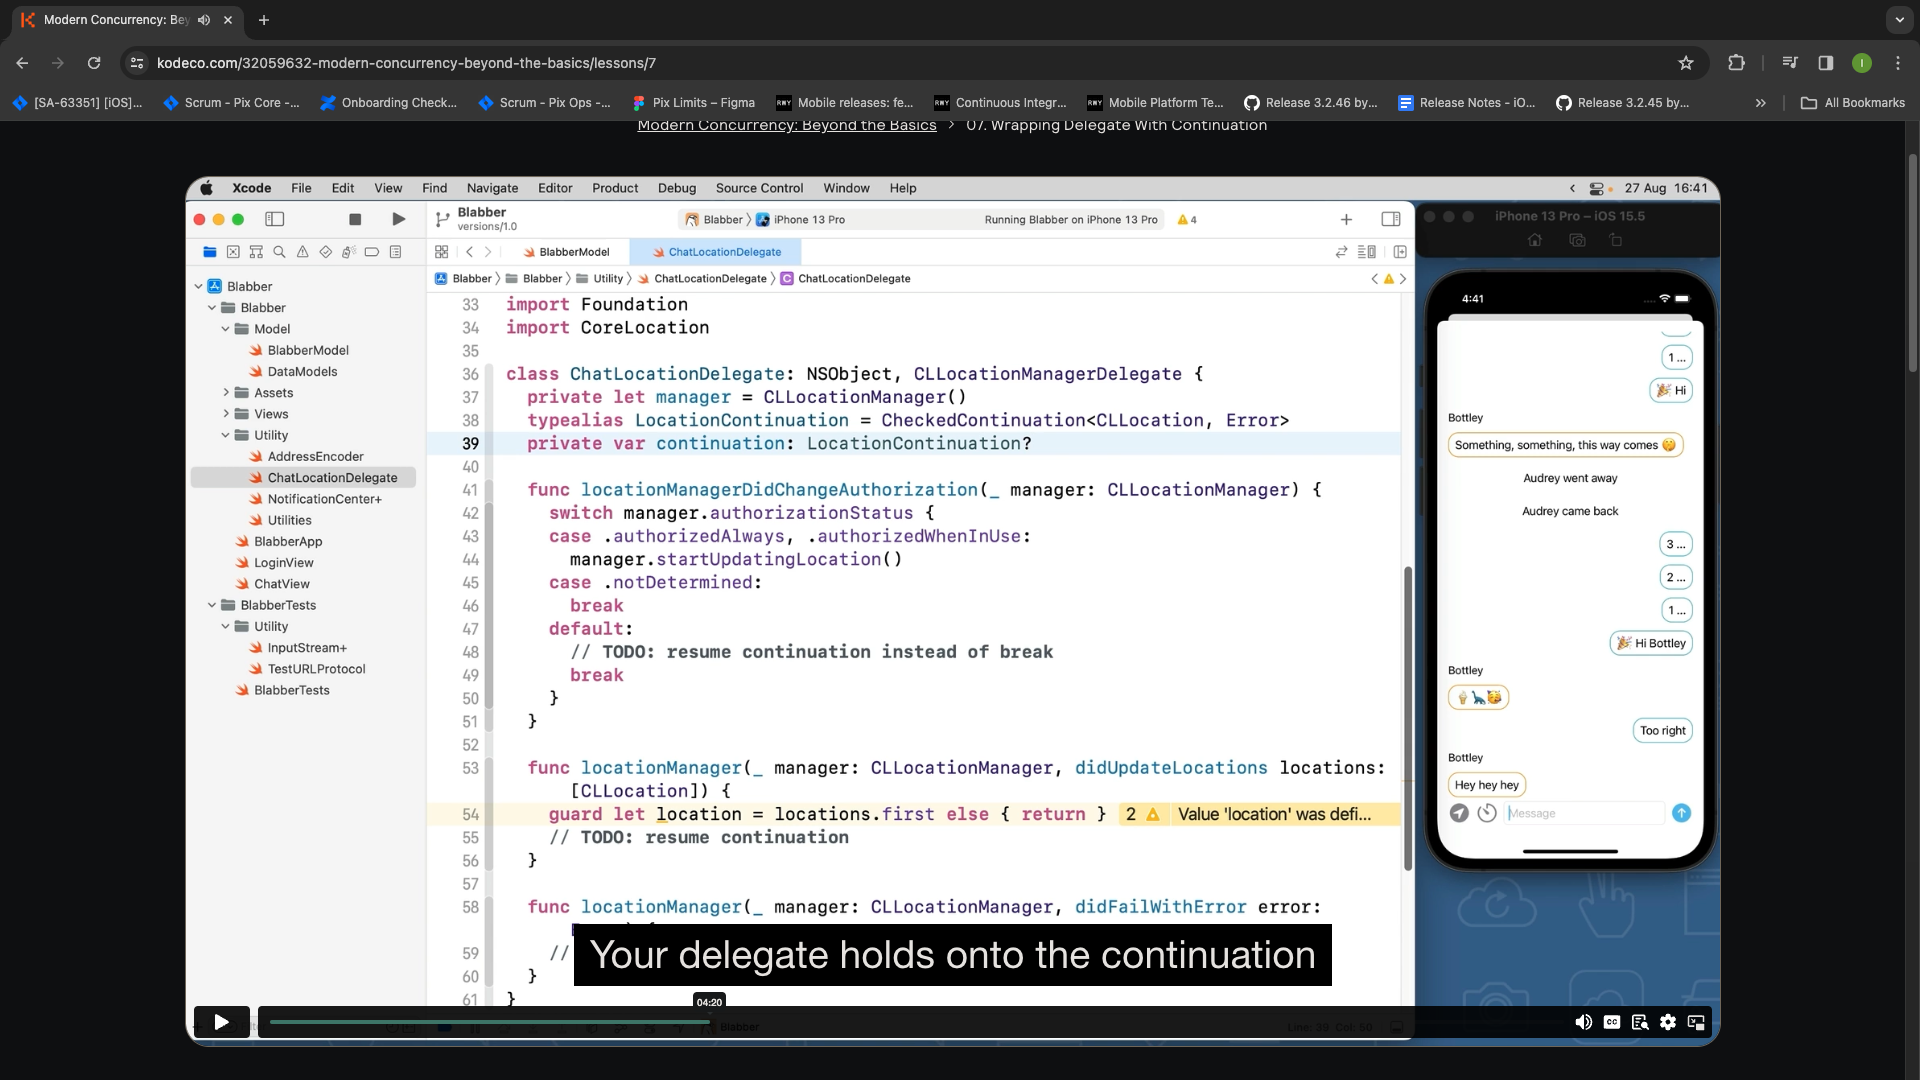 Modern Concurrency: Bey
kodeco.com/32059632-modern-concurrency-beyond-the-basics/lessons/7
I
[SA-63351] [iOS]...
Scrum - Pix Core -...
Onboarding Check...
Scrum - Pix Ops -...
Pix Limits – Figma
RWY Mobile releases: fe...
RWY Continuous Integr...
RWY Mobile Platform Te...
Release 3.2.46 by...
Release Notes - iO...
Release 3.2.45 by...
» All Bookmarks
Modern Concurrency: Beyond the Basics > 07. Wrapping Delegate With Continuation
Xcode File Edit View Find Navigate Editor Product Debug Source Control Window Help 27 Aug 16:41
Blabber
versions/1.0
Blabber > iPhone 13 Pro
Running Blabber on iPhone 13 Pro 4
iPhone 13 Pro – iOS 15.5
BlabberModel
ChatLocationDelegate
Blabber > Blabber > Utility > ChatLocationDelegate > C ChatLocationDelegate
Blabber
Blabber
Model
BlabberModel
DataModels
Assets
Views
Utility
AddressEncoder
ChatLocationDelegate
NotificationCenter+
Utilities
BlabberApp
LoginView
ChatView
BlabberTests
Utility
InputStream+
TestURLProtocol
BlabberTests
33 import Foundation
34 import CoreLocation
35
36 class ChatLocationDelegate: NSObject, CLLocationManagerDelegate {
37 private let manager = CLLocationManager()
38 typealias LocationContinuation = CheckedContinuation<CLLocation, Error>
39 private var continuation: LocationContinuation?
40
41 func locationManagerDidChangeAuthorization(_ manager: CLLocationManager) {
42 switch manager.authorizationStatus {
43 case .authorizedAlways, .authorizedWhenInUse:
44 manager.startUpdatingLocation()
45 case .notDetermined:
46 break
47 default:
48 // TODO: resume continuation instead of break
49 break
50 }
51 }
52
53 func locationManager(_ manager: CLLocationManager, didUpdateLocations locations:
[CLLocation]) {
54 guard let location = locations.first else { return } 2 Value 'location' was defi...
55 // TODO: resume continuation
56 }
57
58 func locationManager(_ manager: CLLocationManager, didFailWithError error:
59 //
60 }
61 }
Your delegate holds onto the continuation
04:20
Blabber
Line: 39 Col: 50
CC
4:41
1 ...
🎉 Hi
Bottley
Something, something, this way comes 🤭
Audrey went away
Audrey came back
3 ...
2 ...
1 ...
🎉 Hi Bottley
Bottley
🍦🦕🥳
Too right
Bottley
Hey hey hey
Message